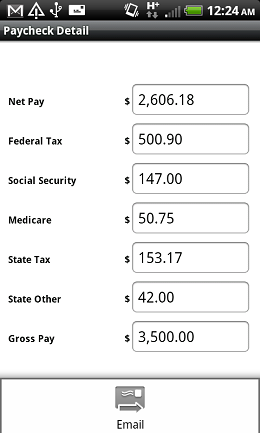 H+ 12:24 AM
Paycheck Detail
Net Pay $ 2,606.18
Federal Tax $ 500.90
Social Security $ 147.00
Medicare $ 50.75
State Tax $ 153.17
State Other $ 42.00
Gross Pay $ 3,500.00
Email